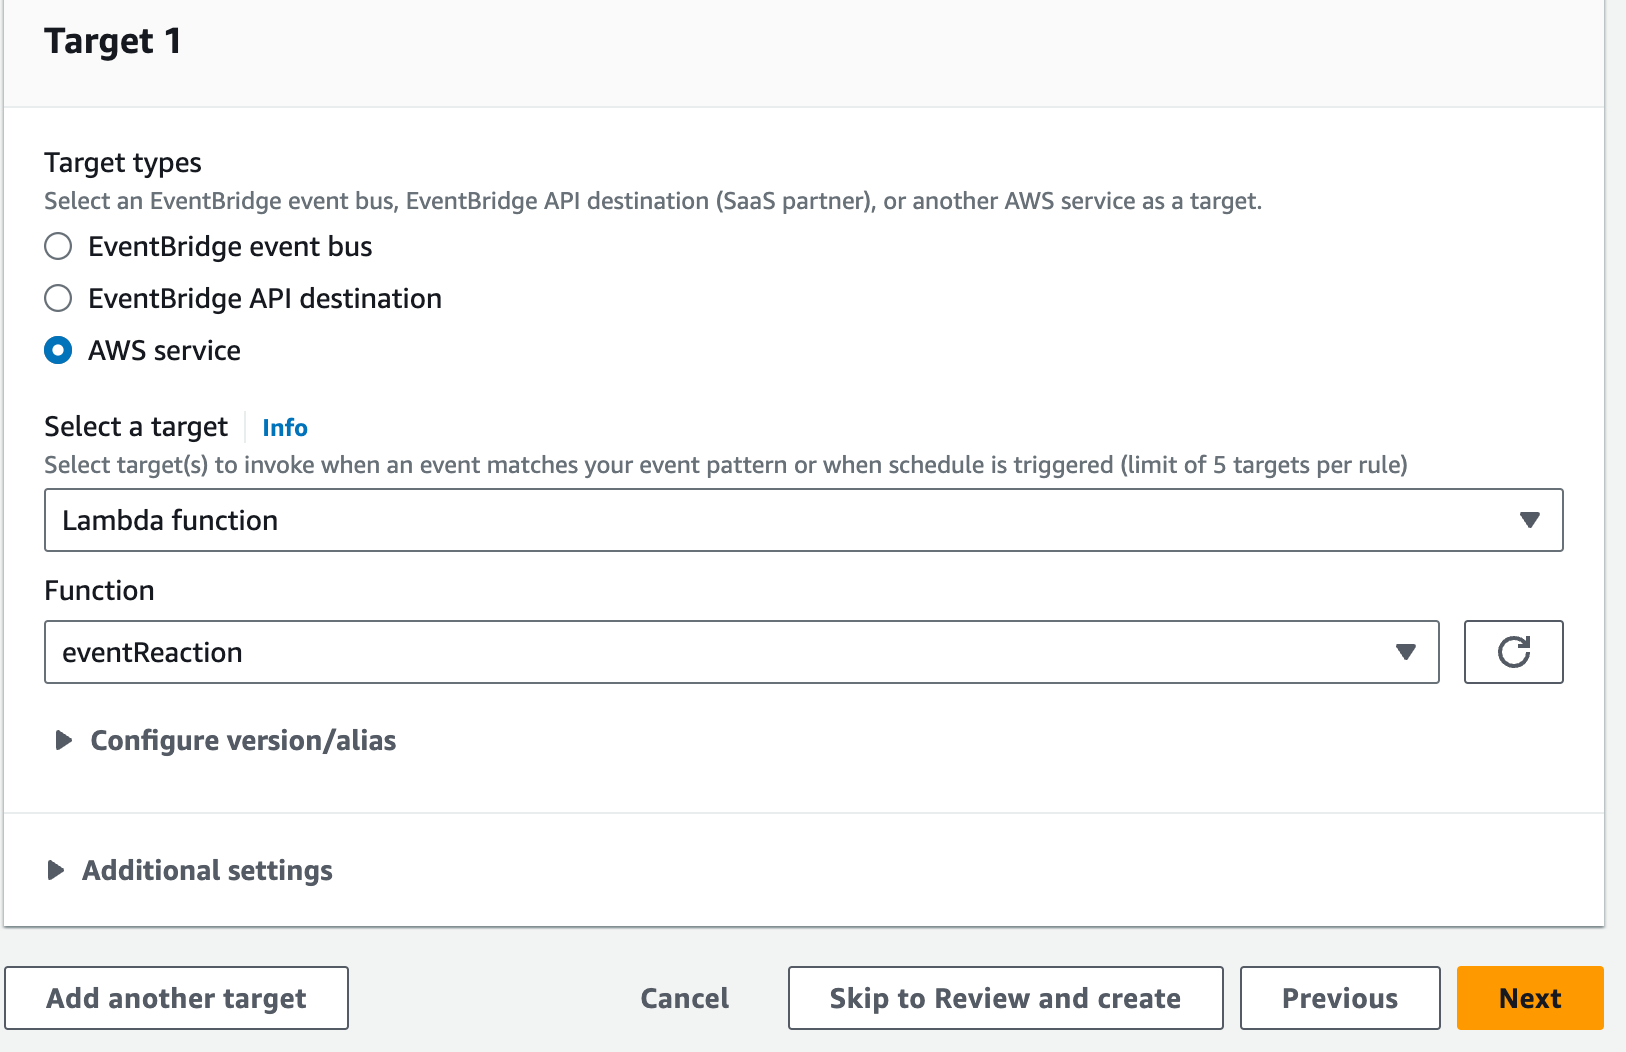 Target 1
Target types
Select an EventBridge event bus, EventBridge API destination (SaaS partner), or another AWS service as a target.
EventBridge event bus
EventBridge API destination
AWS service
Select a target Info
Select target(s) to invoke when an event matches your event pattern or when schedule is triggered (limit of 5 targets per rule)
Lambda function
Function
eventReaction
Configure version/alias
Additional settings
Add another target Cancel Skip to Review and create Previous Next